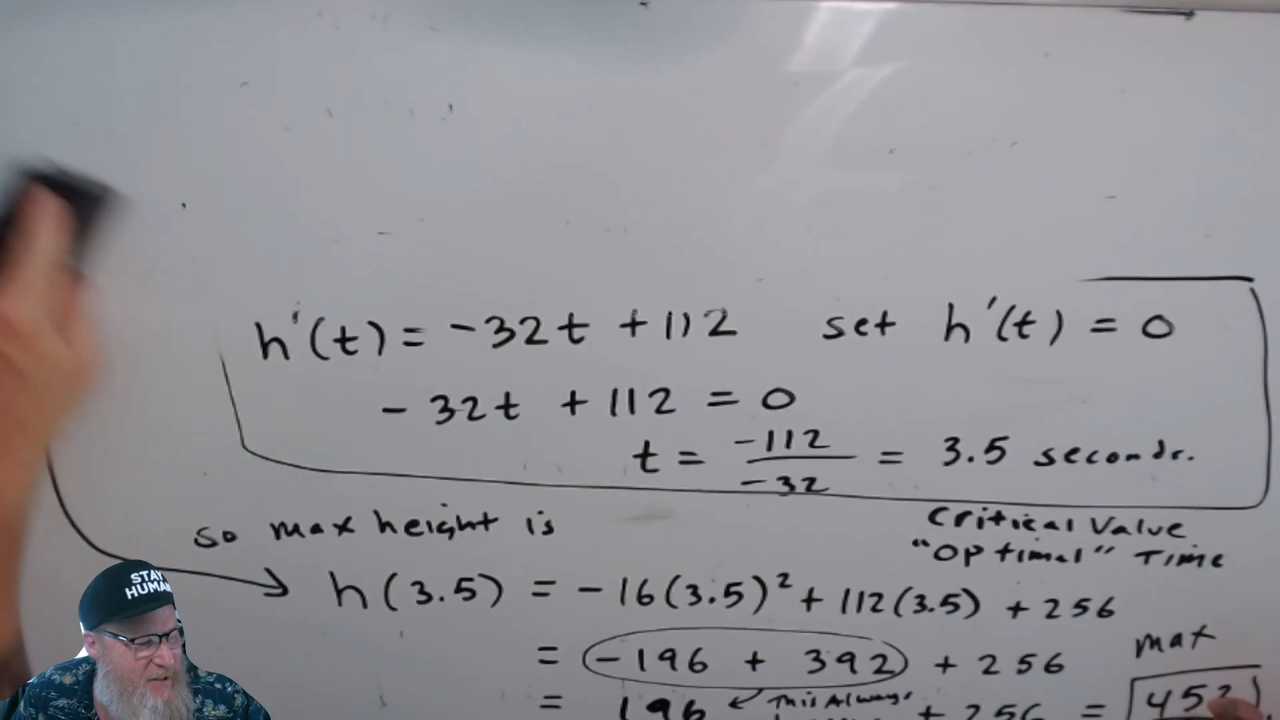 h'(t) = -32t + 112   set h'(t) = 0
-32t + 112 = 0
t = -112/-32 = 3.5 seconds.
Critical Value
so max height is
"Optimal" Time
h(3.5) = -16(3.5)² + 112(3.5) + 256
max
= -196 + 392 + 256
This Always
= 196 + 256 =
STAY
HUMAN